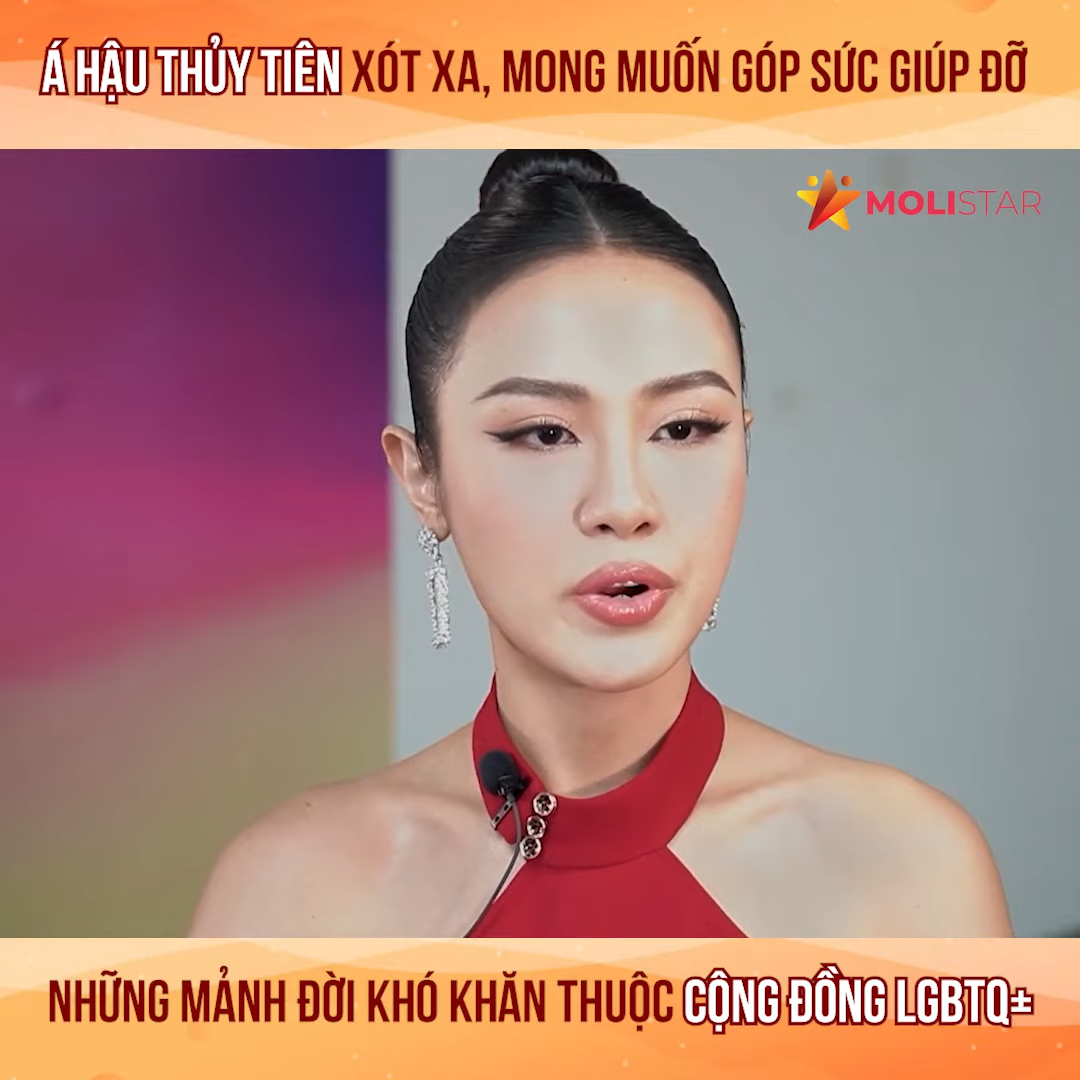 Á HẬU THỦY TIÊN XÓT XA, MONG MUỐN GÓP SỨC GIÚP ĐỠ
MOLISTAR
NHỮNG MẢNH ĐỜI KHÓ KHĂN THUỘC CỘNG ĐỒNG LGBTQ±